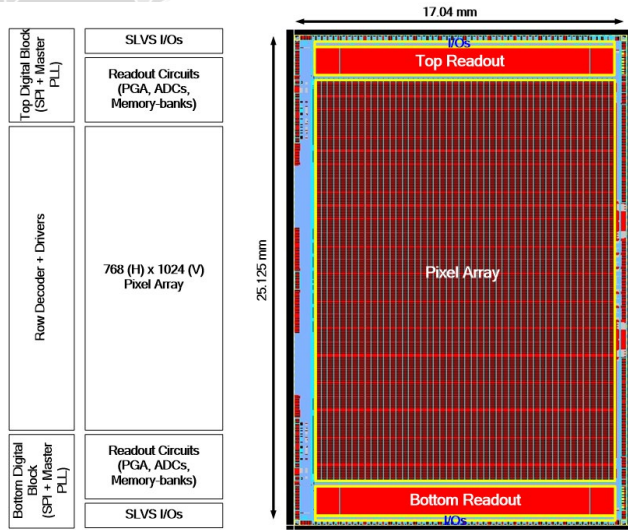 Top Digital Block
(SPI + Master
PLL)
SLVS I/Os
Readout Circuits
(PGA, ADCs,
Memory-banks)
Row Decoder + Drivers
768 (H) x 1024 (V)
Pixel Array
Bottom Digital
Block
(SPI + Master
PLL)
Readout Circuits
(PGA, ADCs,
Memory-banks)
SLVS I/Os
17.04 mm
25.125 mm
I/Os
Top Readout
Pixel Array
Bottom Readout
I/Os